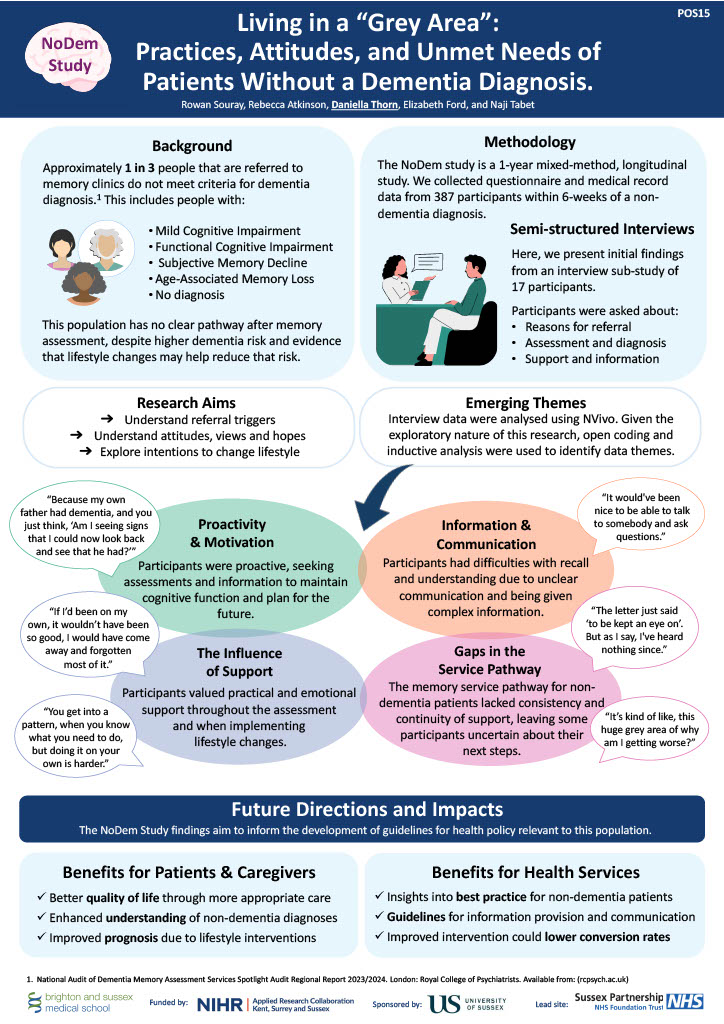 POS15
NoDem
Study
Living in a “Grey Area”:
Practices, Attitudes, and Unmet Needs of
Patients Without a Dementia Diagnosis.
Rowan Souray, Rebecca Atkinson, Daniella Thorn, Elizabeth Ford, and Naji Tabet
Background
Approximately 1 in 3 people that are referred to
memory clinics do not meet criteria for dementia
diagnosis.1 This includes people with:
• Mild Cognitive Impairment
• Functional Cognitive Impairment
• Subjective Memory Decline
• Age-Associated Memory Loss
• No diagnosis
This population has no clear pathway after memory
assessment, despite higher dementia risk and evidence
that lifestyle changes may help reduce that risk.
Methodology
The NoDem study is a 1-year mixed-method, longitudinal
study. We collected questionnaire and medical record
data from 387 participants within 6-weeks of a non-
dementia diagnosis.
Semi-structured Interviews
Here, we present initial findings
from an interview sub-study of
17 participants.
Participants were asked about:
• Reasons for referral
• Assessment and diagnosis
• Support and information
Research Aims
➔ Understand referral triggers
➔ Understand attitudes, views and hopes
➔ Explore intentions to change lifestyle
Emerging Themes
Interview data were analysed using NVivo. Given the
exploratory nature of this research, open coding and
inductive analysis were used to identify data themes.
“Because my own
father had dementia, and you
just think, ‘Am I seeing signs
that I could now look back
and see that he had?’”
Proactivity
& Motivation
Participants were proactive, seeking
assessments and information to maintain
cognitive function and plan for the
future.
Information &
Communication
Participants had difficulties with recall
and understanding due to unclear
communication and being given
complex information.
“It would've been
nice to be able to talk
to somebody and ask
questions.”
“If I’d been on my
own, it wouldn’t have been
so good, I would have come
away and forgotten
most of it.”
The Influence
of Support
Participants valued practical and emotional
support throughout the assessment
and when implementing
lifestyle changes.
“You get into a
pattern, when you know
what you need to do,
but doing it on your
own is harder.”
Gaps in the
Service Pathway
The memory service pathway for non-
dementia patients lacked consistency and
continuity of support, leaving some
participants uncertain about their
next steps.
“The letter just said
‘to be kept an eye on’.
But as I say, I've heard
nothing since.”
“It’s kind of like, this
huge grey area of why
am I getting worse?”
Future Directions and Impacts
The NoDem Study findings aim to inform the development of guidelines for health policy relevant to this population.
Benefits for Patients & Caregivers
✓ Better quality of life through more appropriate care
✓ Enhanced understanding of non-dementia diagnoses
✓ Improved prognosis due to lifestyle interventions
Benefits for Health Services
✓ Insights into best practice for non-dementia patients
✓ Guidelines for information provision and communication
✓ Improved intervention could lower conversion rates
1. National Audit of Dementia Memory Assessment Services Spotlight Audit Regional Report 2023/2024. London: Royal College of Psychiatrists. Available from: (rcpsych.ac.uk)
brighton and sussex
medical school
Funded by:
NIHR | Applied Research Collaboration
Kent, Surrey and Sussex
Sponsored by:
US UNIVERSITY
OF SUSSEX
Lead site:
Sussex Partnership
NHS Foundation Trust
NHS